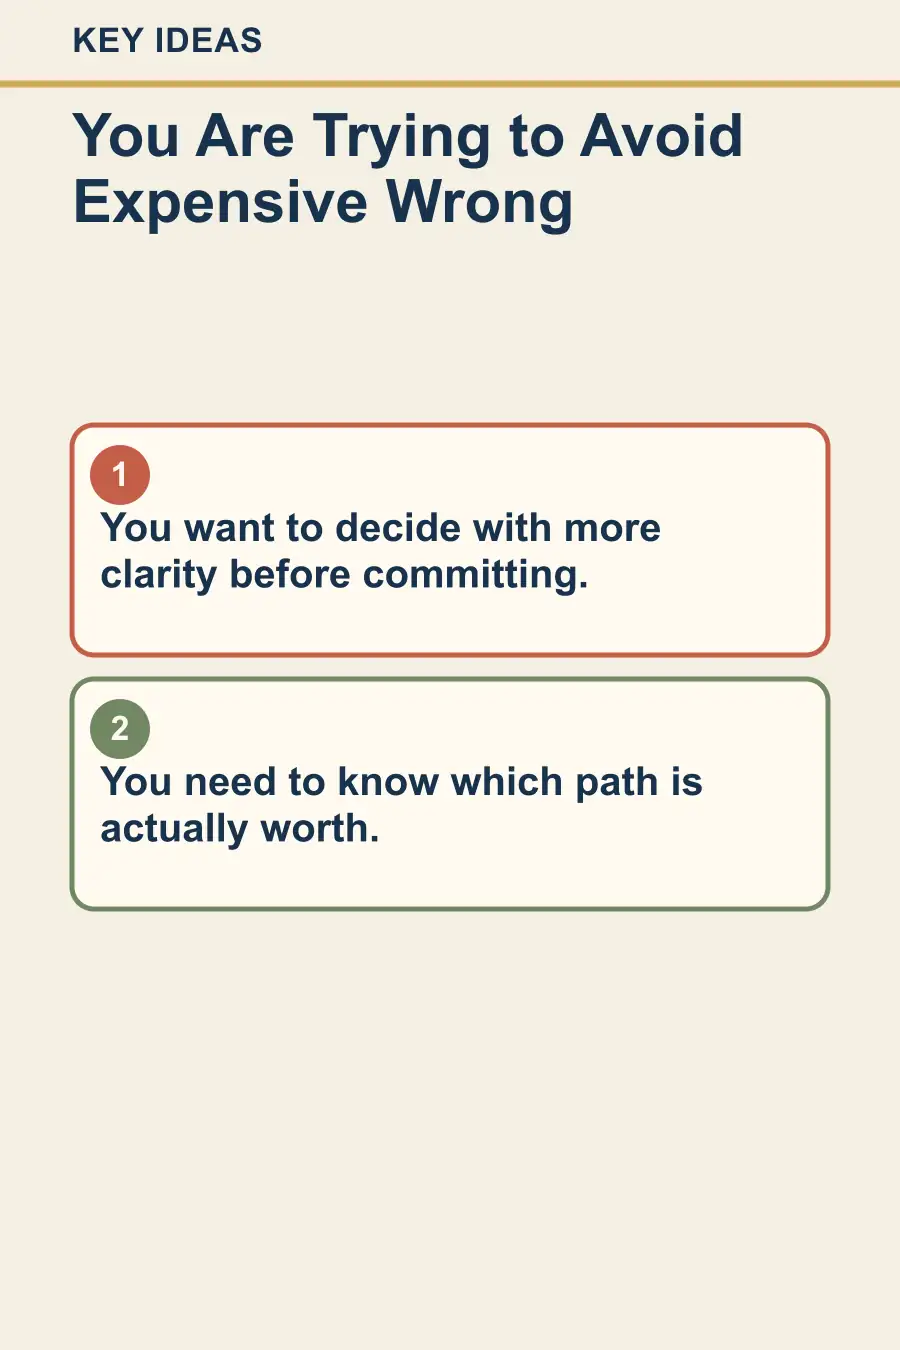 KEY IDEAS
You Are Trying to Avoid
Expensive Wrong
1
You want to decide with more
clarity before committing.
2
You need to know which path is
actually worth.